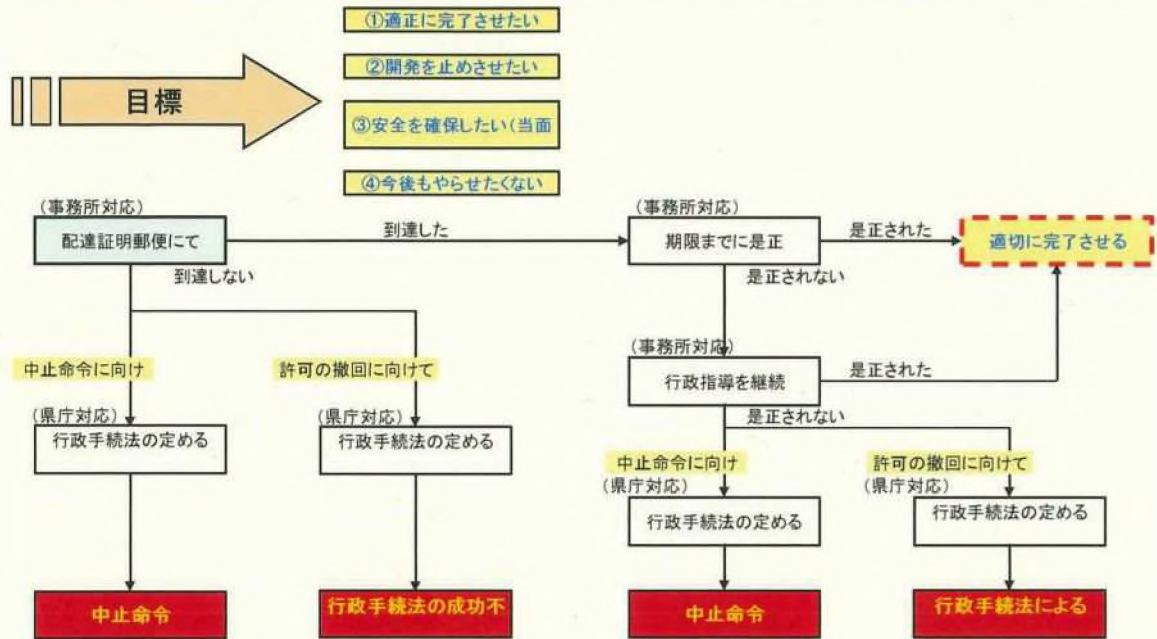 ①適正に完了させたい
②開発を止めさせたい
目標
③安全を確保したい(当面
④今後もやらせたくない
(事務所対応)
配達証明郵便にて
到達した
(事務所対応)
期限までに是正
是正された
適切に完了させる
到達しない
是正されない
中止命令に向け
許可の撤回に向けて
(事務所対応)
行政指導を継続
是正された
是正されない
(県庁対応)
行政手続法の定める
(県庁対応)
行政手続法の定める
中止命令に向け
許可の撤回に向けて
(県庁対応)
行政手続法の定める
(県庁対応)
行政手続法の定める
中止命令
行政手続法の成功不
中止命令
行政手続法による